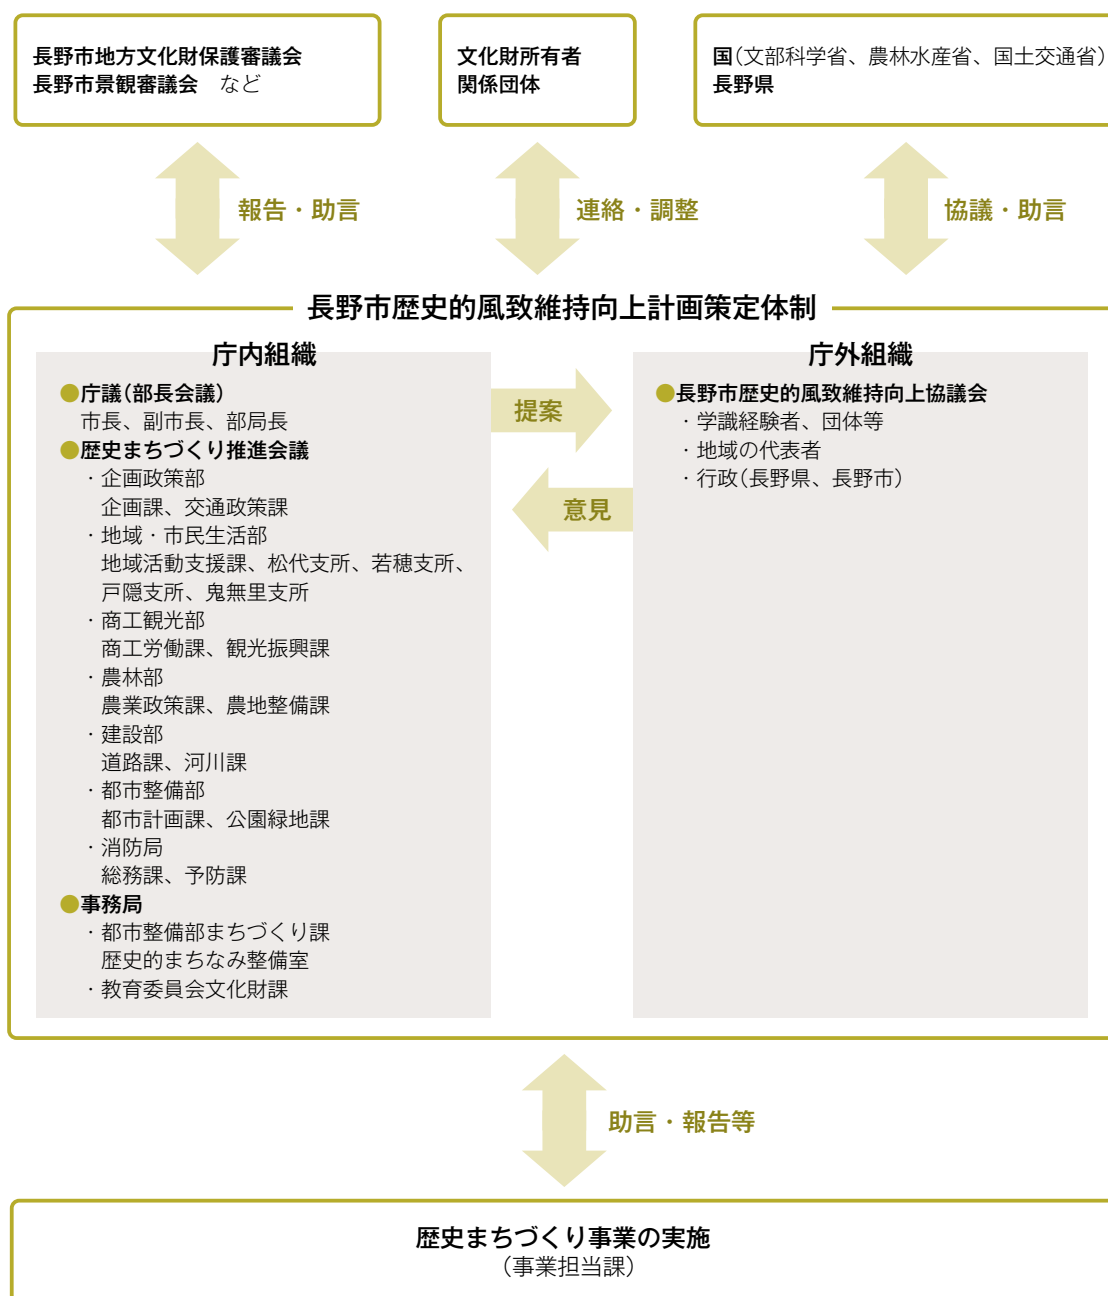 長野市地方文化財保護審議会
長野市景観審議会　など
文化財所有者
関係団体
国（文部科学省、農林水産省、国土交通省）
長野県
報告・助言
連絡・調整
協議・助言
長野市歴史的風致維持向上計画策定体制
庁内組織
●庁議（部長会議）
市長、副市長、部局長
●歴史まちづくり推進会議
・企画政策部
企画課、交通政策課
・地域・市民生活部
地域活動支援課、松代支所、若穂支所、
戸隠支所、鬼無里支所
・商工観光部
商工労働課、観光振興課
・農林部
農業政策課、農地整備課
・建設部
道路課、河川課
・都市整備部
都市計画課、公園緑地課
・消防局
総務課、予防課
●事務局
・都市整備部まちづくり課
歴史的まちなみ整備室
・教育委員会文化財課
提案
意見
庁外組織
●長野市歴史的風致維持向上協議会
・学識経験者、団体等
・地域の代表者
・行政（長野県、長野市）
助言・報告等
歴史まちづくり事業の実施
（事業担当課）